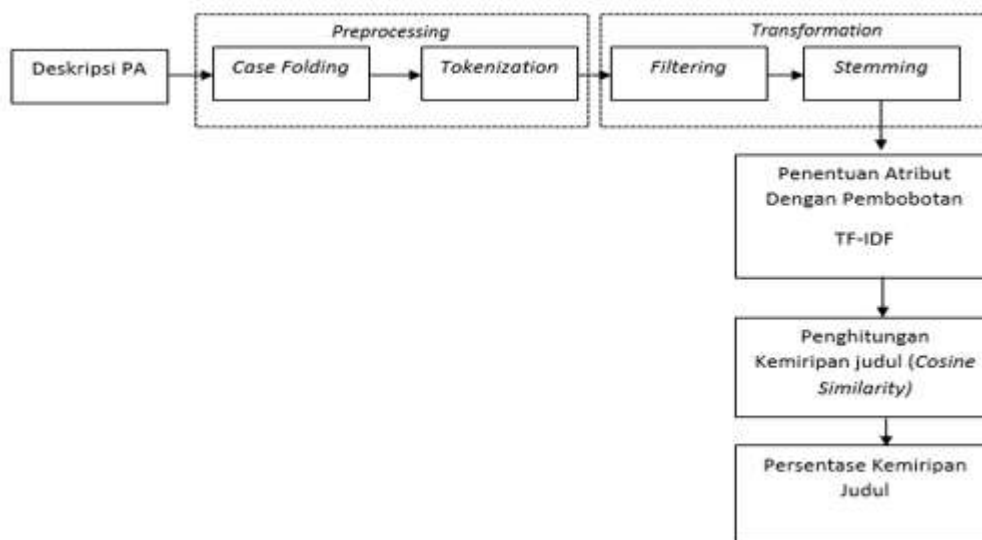 Preprocessing
Transformation
Deskripsi PA
Case Folding
Tokenization
Filtering
Stemming
Penentuan Atribut
Dengan Pembobotan
TF-IDF
Penghitungan
Kemiripan judul (Cosine
Similarity)
Persentase Kemiripan
Judul